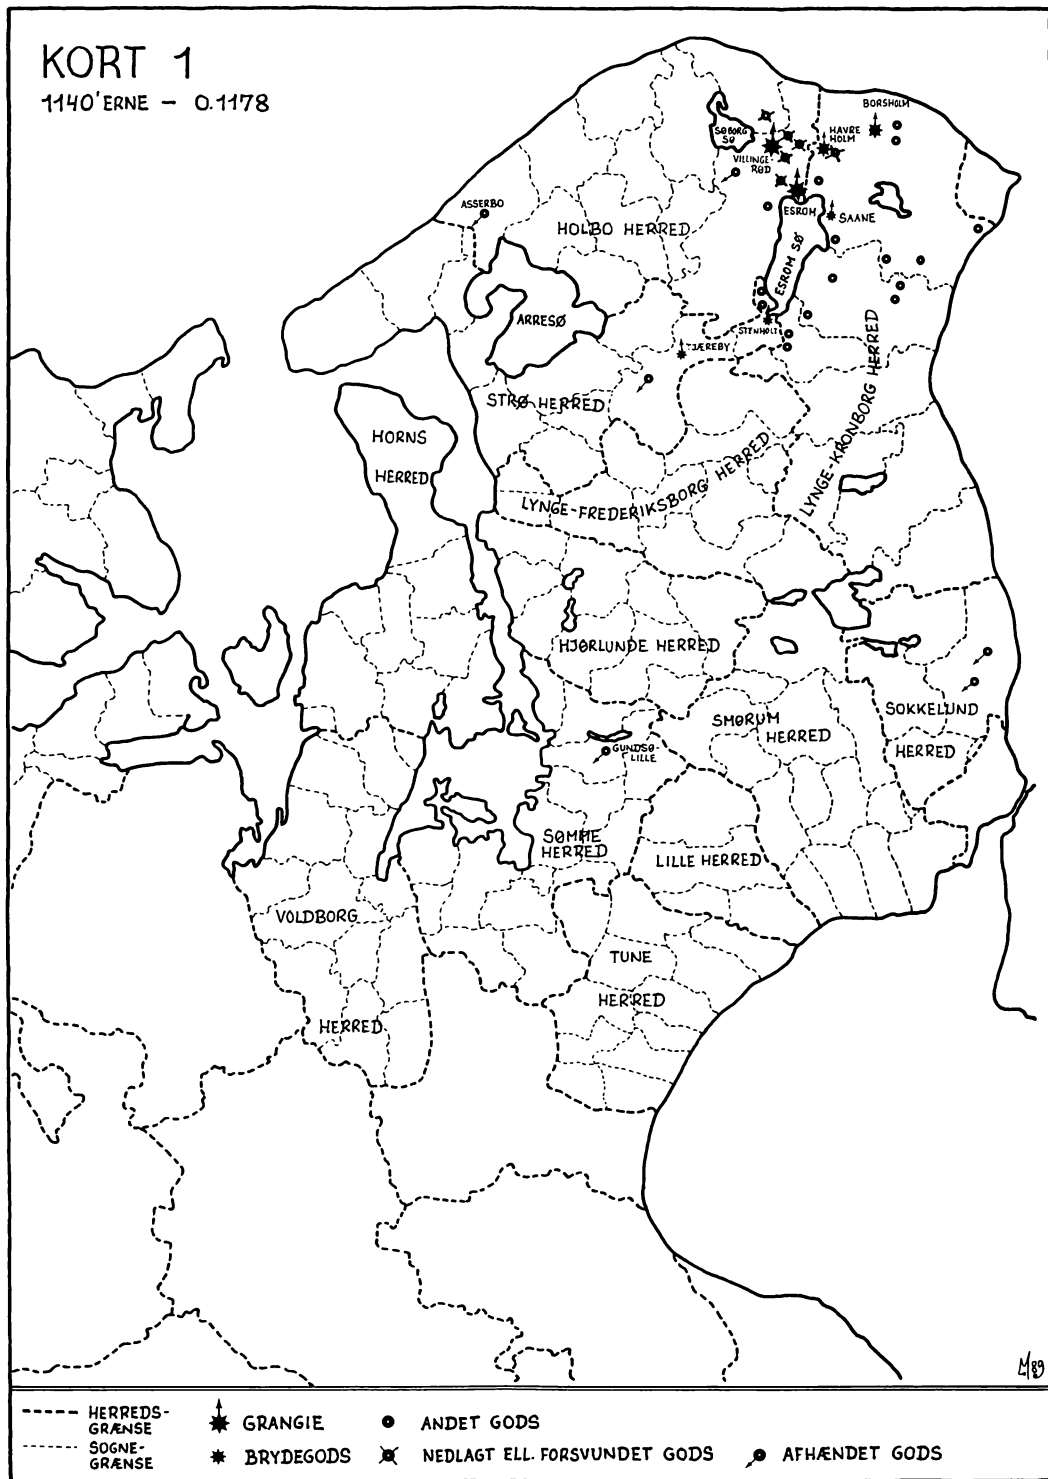 KORT 1
1140'ERNE – O.1178
BORSHOLM
SØBORG
SØ
HAVRE
HOLM
VILLINGE-
RØD
ASSERBO
ESROM
SAANE
HOLBO HERRED
ESROM SØ
ARRESØ
STENHOLT
JÆREBY
STRØ HERRED
HORNS
HERRED
LYNGE-KRONBORG HERRED
LYNGE-FREDERIKSBORG HERRED
HJØRLUNDE HERRED
SMØRUM
HERRED
SOKKELUND
HERRED
GUNDSØ-
LILLE
SØMME
HERRED
LILLE HERRED
VOLDBORG
HERRED
TUNE
HERRED
HERREDS-
GRÆNSE
GRANGIE
ANDET GODS
SOGNE-
GRÆNSE
BRYDEGODS
NEDLAGT ELL. FORSVUNDET GODS
AFHÆNDET GODS